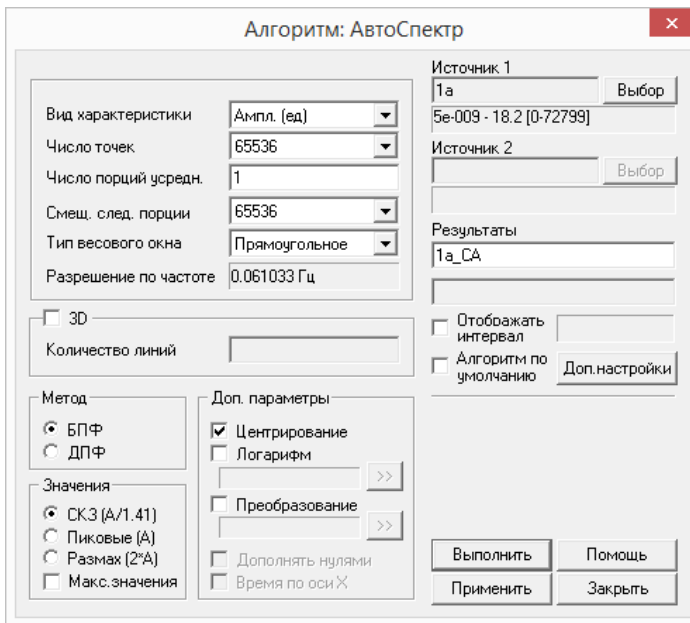 Алгоритм: АвтоСпектр
Вид характеристики Ампл. (ед)
Число точек 65536
Число порций усредн. 1
Смещ. след. порции 65536
Тип весового окна Прямоугольное
Разрешение по частоте 0.061033 Гц
3D
Количество линий
Метод
БПФ
ДПФ
Значения
СКЗ (А/1.41)
Пиковые (А)
Размах (2*А)
Макс.значения
Доп. параметры
Центрирование
Логарифм
>>
Преобразование
>>
Дополнять нулями
Время по оси X
Источник 1
1а Выбор
5e-009 - 18.2 [0-72799]
Источник 2
Выбор
Результаты
1а_СА
Отображать
интервал
Алгоритм по
умолчанию Доп.настройки
Выполнить Помощь
Применить Закрыть